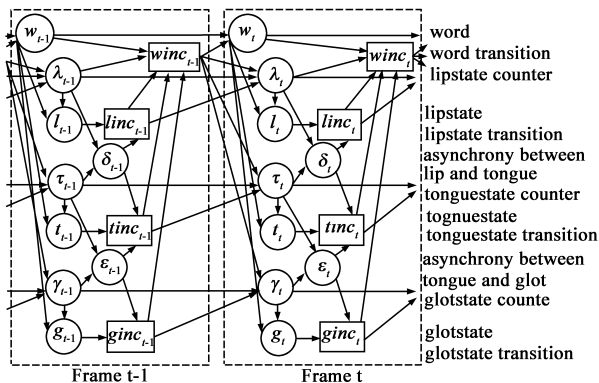 w_{t-1} winc_{t-1} w_t winc_t word
word transition
λ_{t-1} λ_t lipstate counter
l_{t-1} linc_{t-1} l_t linc_t lipstate
lipstate transition
δ_{t-1} δ_t asynchrony between
lip and tongue
τ_{t-1} τ_t tonguestate counter
tognuestate
t_{t-1} tinc_{t-1} t_t tinc_t tonguestate transition
ε_{t-1} ε_t asynchrony between
tongue and glot
γ_{t-1} γ_t glotstate counte
g_{t-1} ginc_{t-1} g_t ginc_t glotstate
glotstate transition
Frame t-1 Frame t